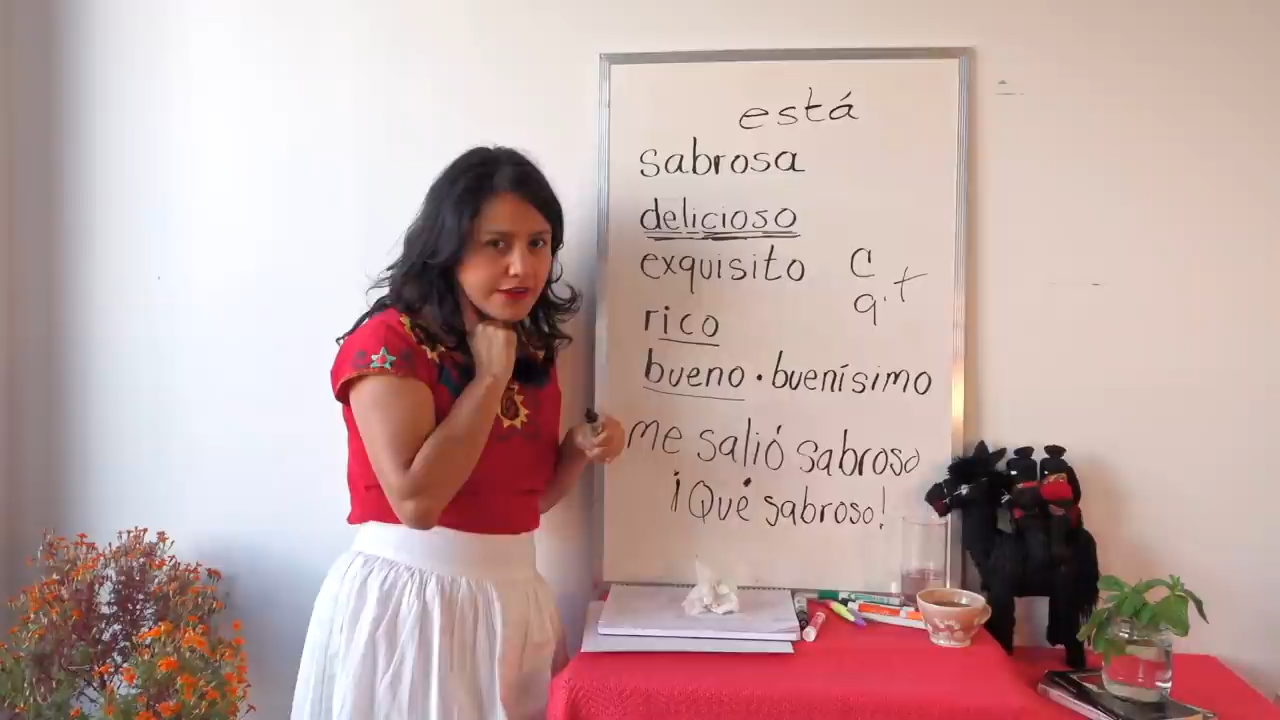 está
sabrosa
delicioso
exquisito
c
q. t
rico
bueno · buenísimo
me salió sabroso
¡Qué sabroso!